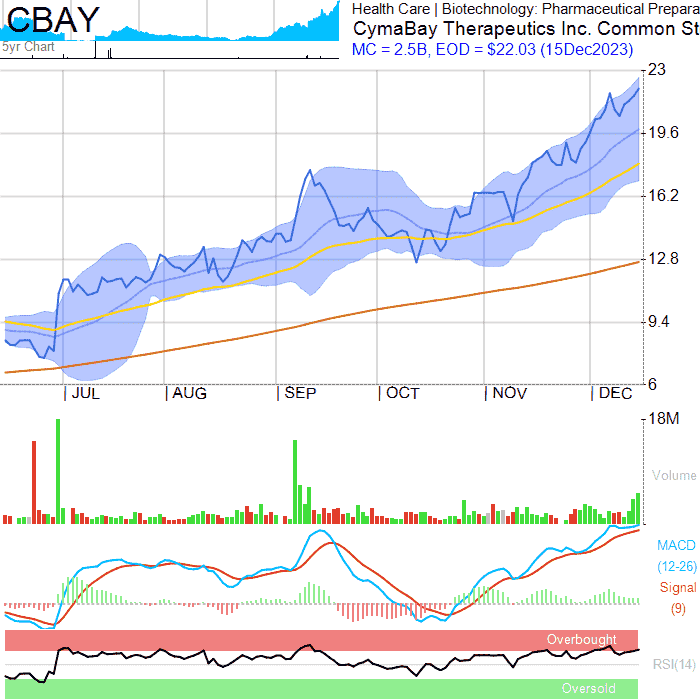 CBAY
5yr Chart
Health Care | Biotechnology: Pharmaceutical Prepara
CymaBay Therapeutics Inc. Common St
MC = 2.5B, EOD = $22.03 (15Dec2023)
23
19.6
16.2
12.8
9.4
6
JUL AUG SEP OCT NOV DEC
18M
Volume
MACD
(12-26)
Signal
(9)
Overbought
RSI(14)
Oversold